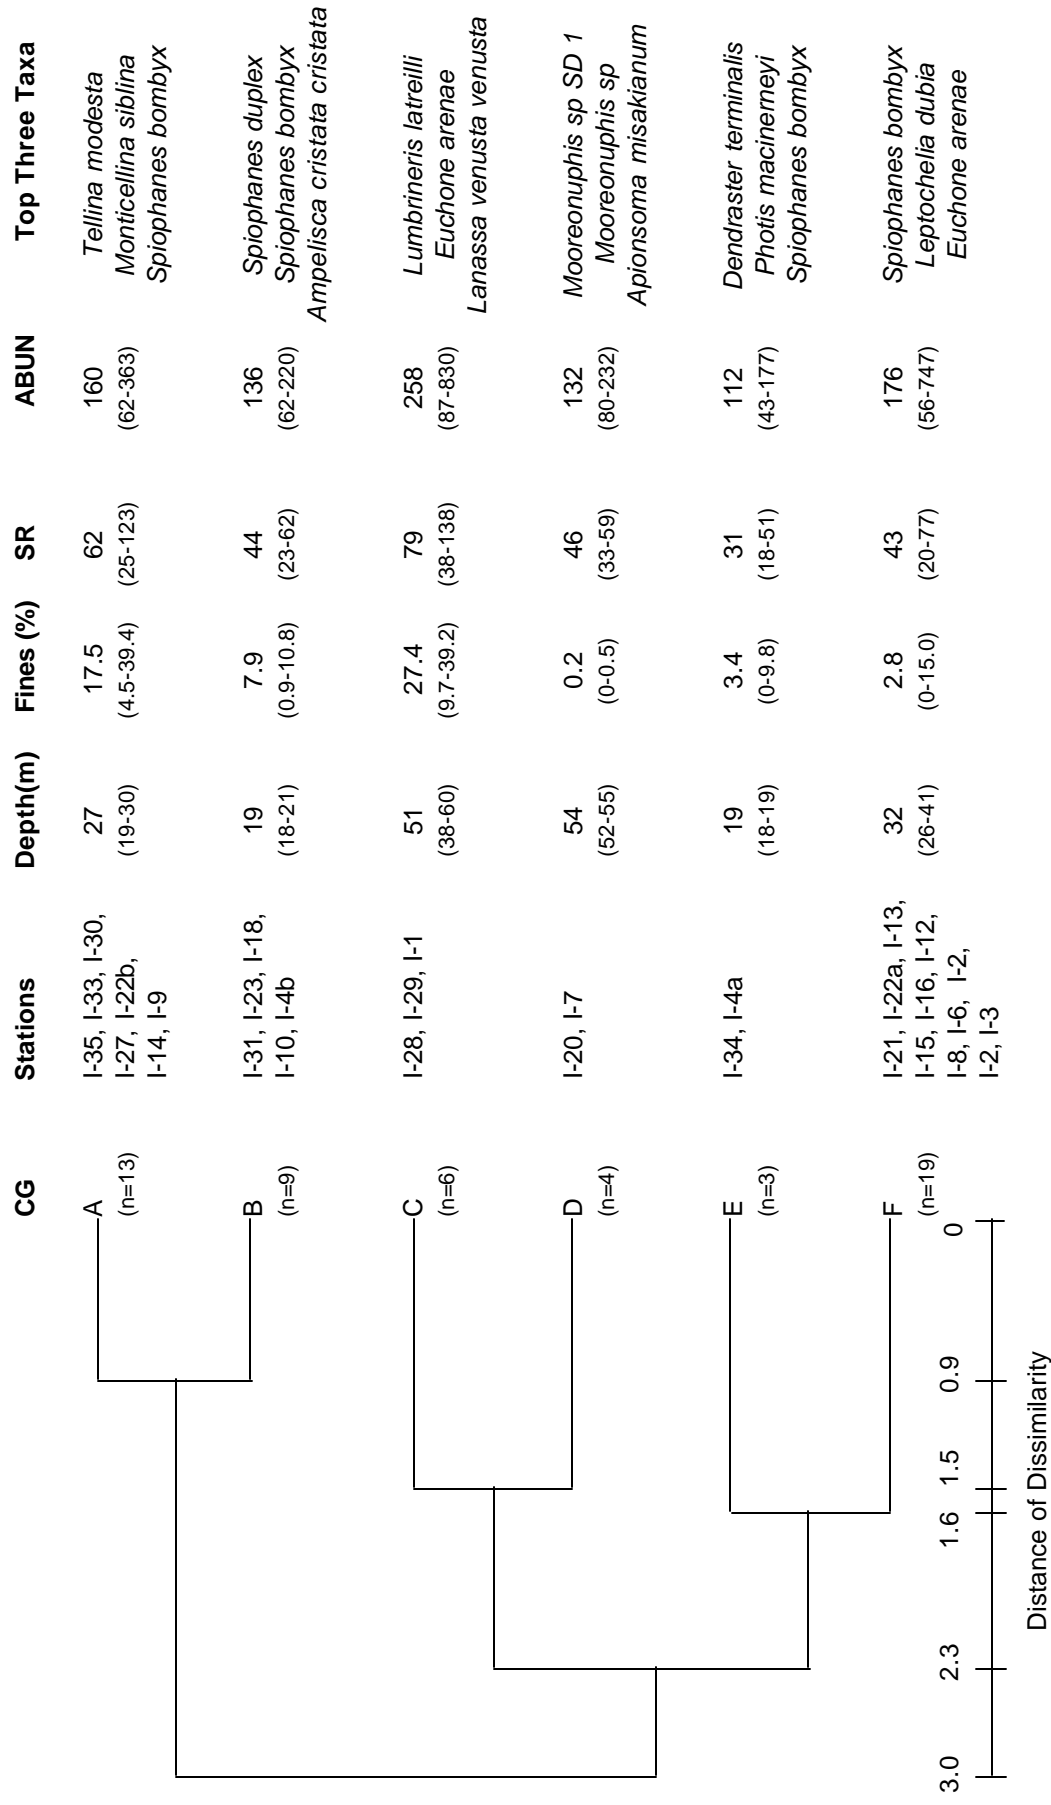 CG Stations Depth(m) Fines (%) SR ABUN Top Three Taxa
A I-35, I-33, I-30, 27 17.5 62 160 Tellina modesta
(n=13) I-27, I-22b, (19-30) (4.5-39.4) (25-123) (62-363) Monticellina siblina
I-14, I-9 Spiophanes bombyx
B I-31, I-23, I-18, 19 7.9 44 136 Spiophanes duplex
(n=9) I-10, I-4b (18-21) (0.9-10.8) (23-62) (62-220) Spiophanes bombyx
Ampelisca cristata cristata
C I-28, I-29, I-1 51 27.4 79 258 Lumbrineris latreilli
(n=6) (38-60) (9.7-39.2) (38-138) (87-830) Euchone arenae
Lanassa venusta venusta
D I-20, I-7 54 0.2 46 132 Mooreonuphis sp SD 1
(n=4) (52-55) (0-0.5) (33-59) (80-232) Mooreonuphis sp
Apionsoma misakianum
E I-34, I-4a 19 3.4 31 112 Dendraster terminalis
(n=3) (18-19) (0-9.8) (18-51) (43-177) Photis macinerneyi
Spiophanes bombyx
F I-21, I-22a, I-13, 32 2.8 43 176 Spiophanes bombyx
(n=19) I-15, I-16, I-12, (26-41) (0-15.0) (20-77) (56-747) Leptochelia dubia
I-8, I-6, I-2, Euchone arenae
I-2, I-3
3.0 2.3 1.6 1.5 0.9 0
Distance of Dissimilarity